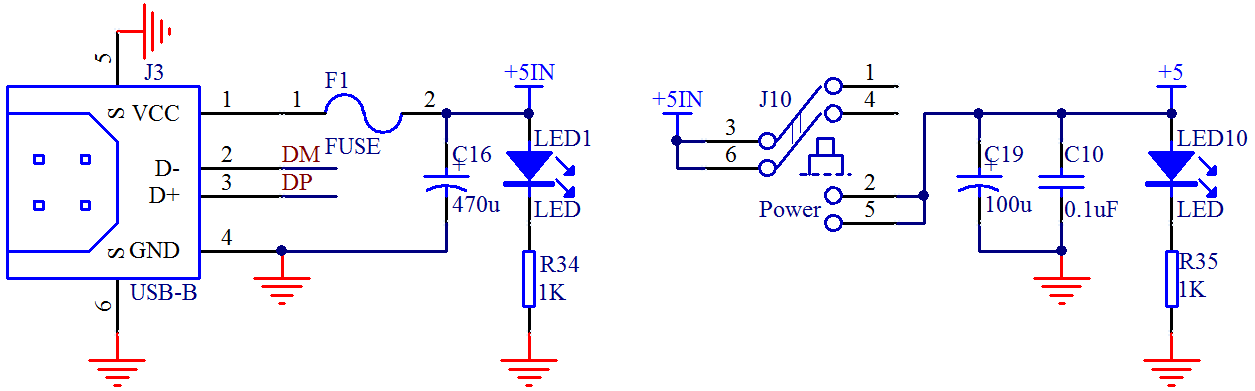 5
J3
S
VCC
1
1
F1
2
FUSE
+5IN
LED1
D-
2
DM
D+
3
DP
C16
+
470u
LED
S
GND
4
USB-B
6
R34
1K
+5IN
J10
1
4
3
6
Power
2
5
+5
C19
+
100u
C10
0.1uF
LED10
LED
R35
1K